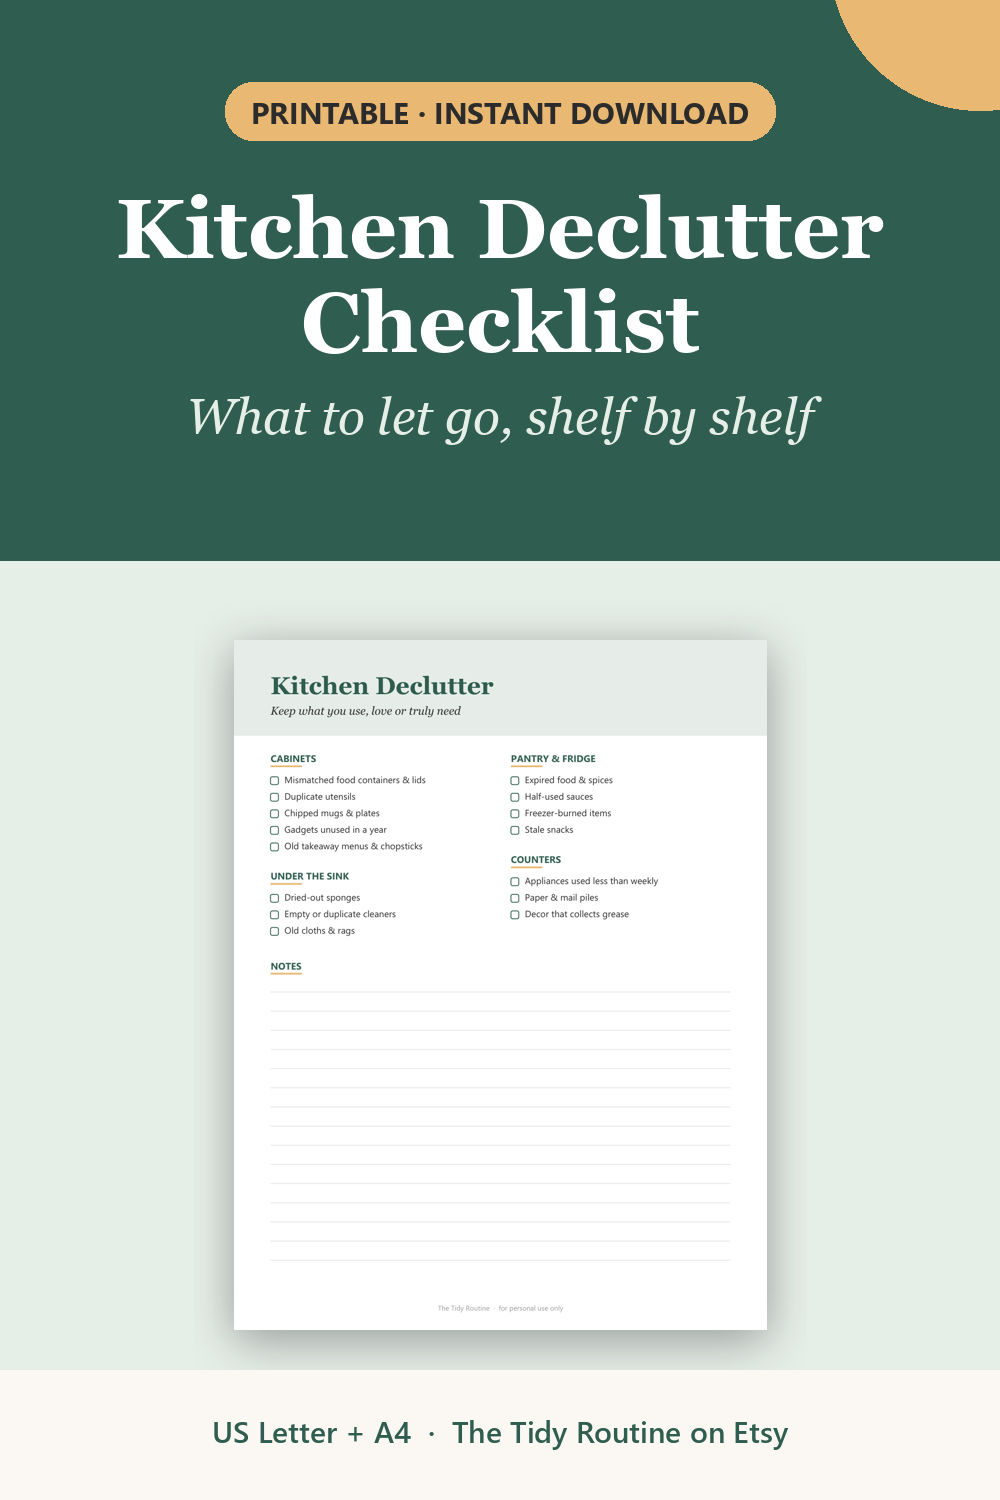 PRINTABLE · INSTANT DOWNLOAD
Kitchen Declutter
Checklist
What to let go, shelf by shelf
Kitchen Declutter
Keep what you use, love or truly need
CABINETS
Mismatched food containers & lids
Duplicate utensils
Chipped mugs & plates
Gadgets unused in a year
Old takeaway menus & chopsticks
UNDER THE SINK
Dried-out sponges
Empty or duplicate cleaners
Old cloths & rags
PANTRY & FRIDGE
Expired food & spices
Half-used sauces
Freezer-burned items
Stale snacks
COUNTERS
Appliances used less than weekly
Paper & mail piles
Decor that collects grease
NOTES
The Tidy Routine · for personal use only
US Letter + A4 · The Tidy Routine on Etsy